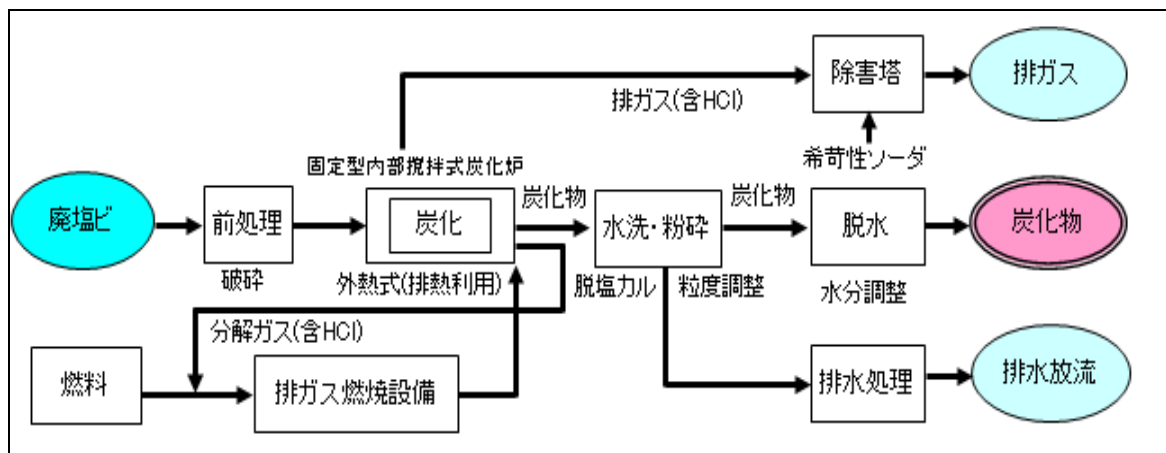 除害塔
排ガス
排ガス(含HCl)
希苛性ソーダ
固定型内部撹拌式炭化炉
廃塩ビ
前処理
破砕
炭化
外熱式(排熱利用)
炭化物
水洗・粉砕
脱塩カル
粒度調整
炭化物
脱水
水分調整
炭化物
分解ガス(含HCl)
燃料
排ガス燃焼設備
排水処理
排水放流